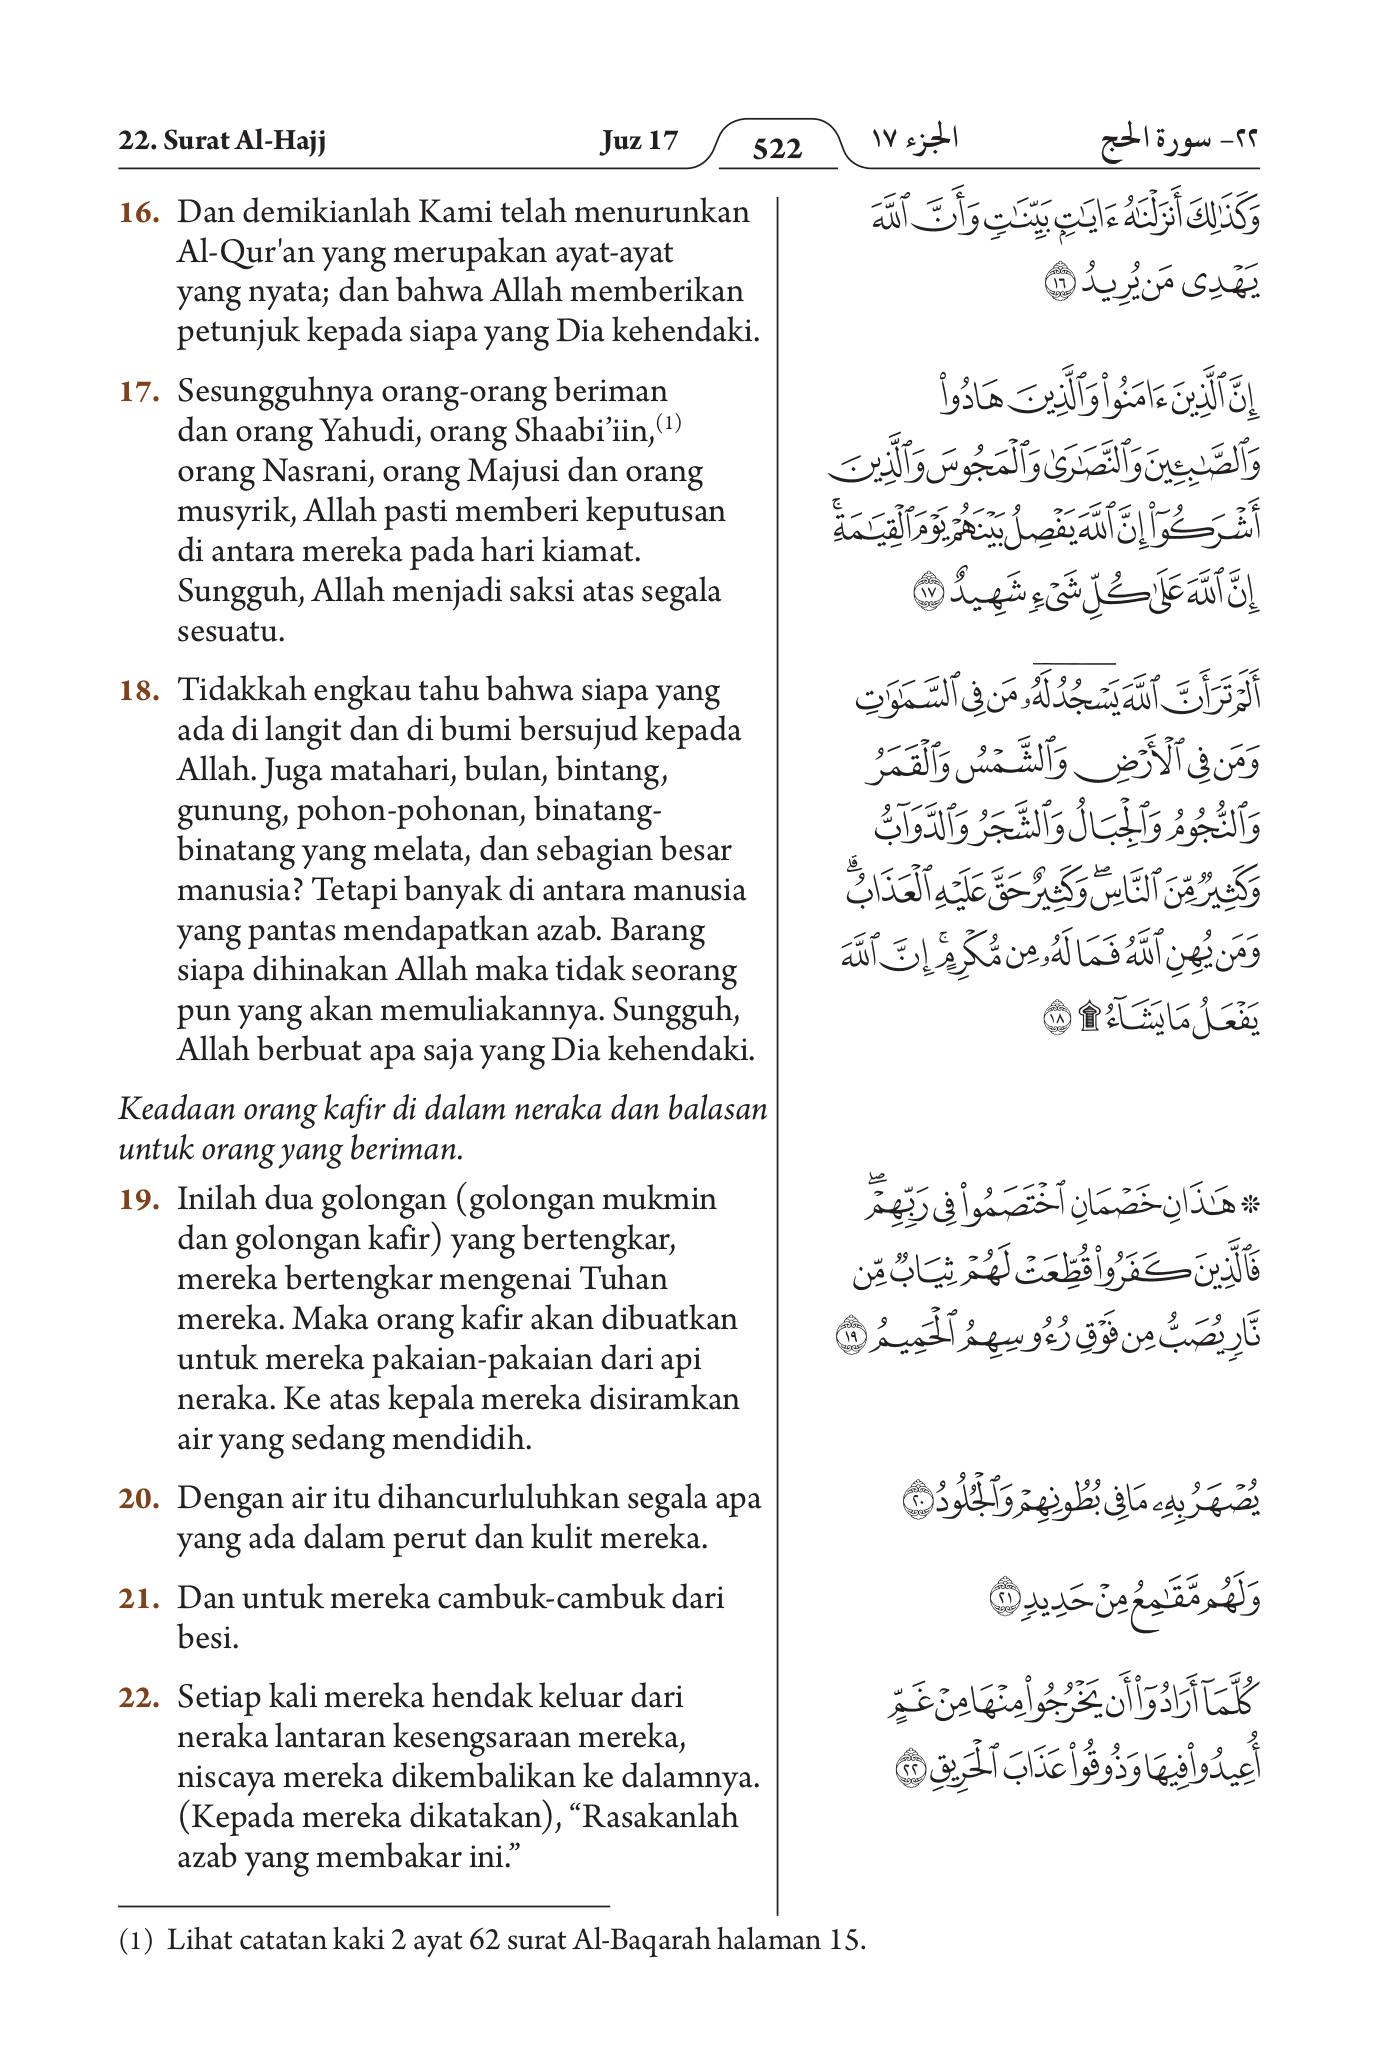 22. Surat Al-Hajj
Juz 17
522
الجزء ١٧
٢٢- سورة الحج
16. Dan demikianlah Kami telah menurunkan
Al-Qur'an yang merupakan ayat-ayat
yang nyata; dan bahwa Allah memberikan
petunjuk kepada siapa yang Dia kehendaki.
17. Sesungguhnya orang-orang beriman
dan orang Yahudi, orang Shaabi’iin,(1)
orang Nasrani, orang Majusi dan orang
musyrik, Allah pasti memberi keputusan
di antara mereka pada hari kiamat.
Sungguh, Allah menjadi saksi atas segala
sesuatu.
18. Tidakkah engkau tahu bahwa siapa yang
ada di langit dan di bumi bersujud kepada
Allah. Juga matahari, bulan, bintang,
gunung, pohon-pohonan, binatang-
binatang yang melata, dan sebagian besar
manusia? Tetapi banyak di antara manusia
yang pantas mendapatkan azab. Barang
siapa dihinakan Allah maka tidak seorang
pun yang akan memuliakannya. Sungguh,
Allah berbuat apa saja yang Dia kehendaki.
Keadaan orang kafir di dalam neraka dan balasan
untuk orang yang beriman.
19. Inilah dua golongan (golongan mukmin
dan golongan kafir) yang bertengkar,
mereka bertengkar mengenai Tuhan
mereka. Maka orang kafir akan dibuatkan
untuk mereka pakaian-pakaian dari api
neraka. Ke atas kepala mereka disiramkan
air yang sedang mendidih.
20. Dengan air itu dihancurluluhkan segala apa
yang ada dalam perut dan kulit mereka.
21. Dan untuk mereka cambuk-cambuk dari
besi.
22. Setiap kali mereka hendak keluar dari
neraka lantaran kesengsaraan mereka,
niscaya mereka dikembalikan ke dalamnya.
(Kepada mereka dikatakan), “Rasakanlah
azab yang membakar ini.”
وَكَذَٰلِكَ أَنزَلْنَٰهُ ءَايَٰتٍۭ بَيِّنَٰتٍ وَأَنَّ ٱللَّهَ
يَهْدِى مَن يُرِيدُ ١٦
إِنَّ ٱلَّذِينَ ءَامَنُوا۟ وَٱلَّذِينَ هَادُوا۟
وَٱلصَّٰبِـِٔينَ وَٱلنَّصَٰرَىٰ وَٱلْمَجُوسَ وَٱلَّذِينَ
أَشْرَكُوٓا۟ إِنَّ ٱللَّهَ يَفْصِلُ بَيْنَهُمْ يَوْمَ ٱلْقِيَٰمَةِ ۚ
إِنَّ ٱللَّهَ عَلَىٰ كُلِّ شَىْءٍ شَهِيدٌ ١٧
أَلَمْ تَرَ أَنَّ ٱللَّهَ يَسْجُدُ لَهُۥ مَن فِى ٱلسَّمَٰوَٰتِ
وَمَن فِى ٱلْأَرْضِ وَٱلشَّمْسُ وَٱلْقَمَرُ
وَٱلنُّجُومُ وَٱلْجِبَالُ وَٱلشَّجَرُ وَٱلدَّوَآبُّ
وَكَثِيرٌ مِّنَ ٱلنَّاسِ ۖ وَكَثِيرٌ حَقَّ عَلَيْهِ ٱلْعَذَابُ ۗ
وَمَن يُهِنِ ٱللَّهُ فَمَا لَهُۥ مِن مُّكْرِمٍ ۚ إِنَّ ٱللَّهَ
يَفْعَلُ مَا يَشَآءُ ۩ ١٨
۞ هَٰذَانِ خَصْمَانِ ٱخْتَصَمُوا۟ فِى رَبِّهِمْ ۖ
فَٱلَّذِينَ كَفَرُوا۟ قُطِّعَتْ لَهُمْ ثِيَابٌ مِّن
نَّارٍ يُصَبُّ مِن فَوْقِ رُءُوسِهِمُ ٱلْحَمِيمُ ١٩
يُصْهَرُ بِهِۦ مَا فِى بُطُونِهِمْ وَٱلْجُلُودُ ٢٠
وَلَهُم مَّقَٰمِعُ مِنْ حَدِيدٍ ٢١
كُلَّمَآ أَرَادُوٓا۟ أَن يَخْرُجُوا۟ مِنْهَا مِنْ غَمٍّ
أُعِيدُوا۟ فِيهَا وَذُوقُوا۟ عَذَابَ ٱلْحَرِيقِ ٢٢
(1) Lihat catatan kaki 2 ayat 62 surat Al-Baqarah halaman 15.